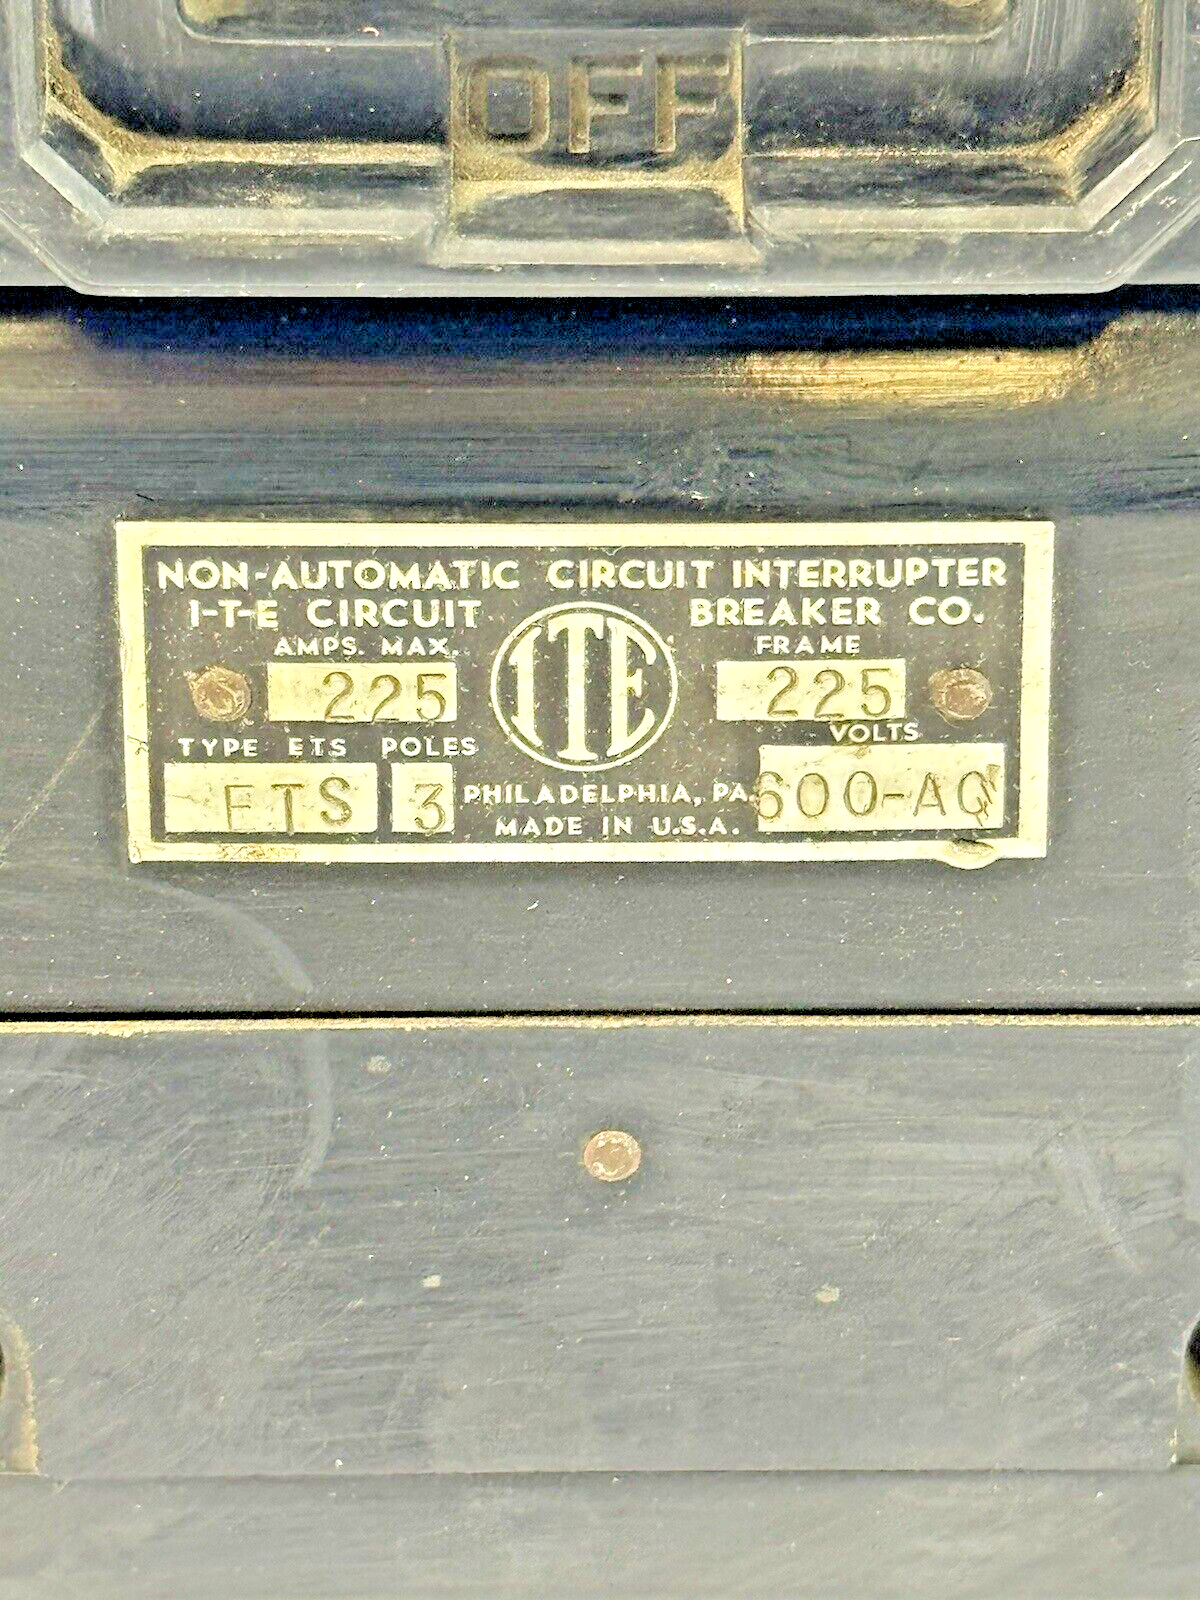 OFF
NON-AUTOMATIC CIRCUIT INTERRUPTER
I-T-E CIRCUIT BREAKER CO.
AMPS. MAX. FRAME
225 ITE 225
VOLTS
TYPE ETS POLES
ETS 3 600-AC
PHILADELPHIA, PA.
MADE IN U.S.A.